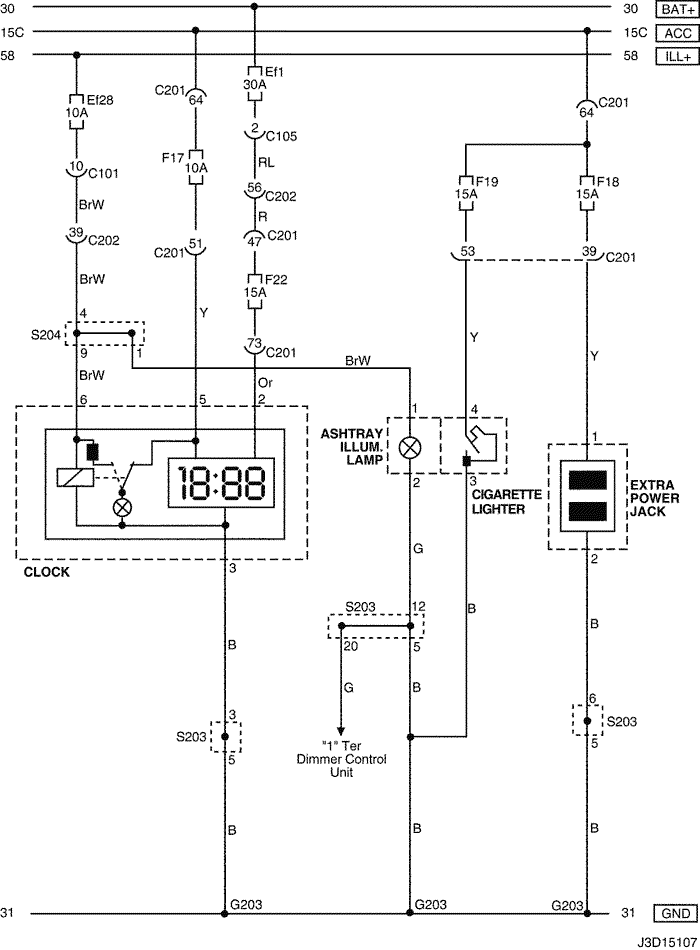 30 30 BAT+
15C 15C ACC
58 58 ILL+
Ef1
30A
C201
64
Ef28
10A
C201
64
2
C105
F17
10A
RL
10
C101
56
C202
F19
15A
F18
15A
BrW
R
39
C202
51
C201
47
C201
53
39
C201
BrW
F22
15A
4
Y
S204
9
1
73
C201
Y
Y
BrW
BrW
Or
6
5
2
1
4
1
ASHTRAY
ILLUM.
LAMP
18:88
2
3
CIGARETTE
LIGHTER
EXTRA
POWER
JACK
CLOCK
3
G
2
S203
12
B
B
B
20
5
G
B
6
3
S203
5
S203
5
"1" Ter
Dimmer Control
Unit
B
B
B
31 G203 G203 G203 31 GND
J3D15107